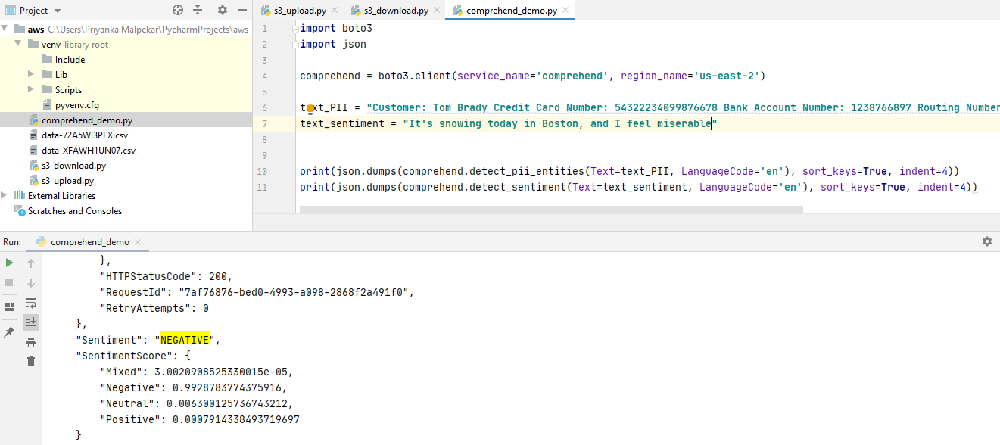 Project
s3_upload.py
s3_download.py
comprehend_demo.py
aws C:\Users\Priyanka Malpekar\PycharmProjects\aws
venv library root
Include
Lib
Scripts
pyvenv.cfg
comprehend_demo.py
data-72A5WI3PEX.csv
data-XFAWH1UN07.csv
s3_download.py
s3_upload.py
External Libraries
Scratches and Consoles
1 import boto3
2 import json
3
4 comprehend = boto3.client(service_name='comprehend', region_name='us-east-2')
5
6 text_PII = "Customer: Tom Brady Credit Card Number: 54322234099876678 Bank Account Number: 1238766897 Routing Number
7 text_sentiment = "It's snowing today in Boston, and I feel miserable"
8
9
10 print(json.dumps(comprehend.detect_pii_entities(Text=text_PII, LanguageCode='en'), sort_keys=True, indent=4))
11 print(json.dumps(comprehend.detect_sentiment(Text=text_sentiment, LanguageCode='en'), sort_keys=True, indent=4))
Run: comprehend_demo
},
"HTTPStatusCode": 200,
"RequestId": "7af76876-bed0-4993-a098-2868f2a491f0",
"RetryAttempts": 0
},
"Sentiment": "NEGATIVE",
"SentimentScore": {
"Mixed": 3.0020908525330015e-05,
"Negative": 0.9928783774375916,
"Neutral": 0.006300125736743212,
"Positive": 0.0007914338493719697
}